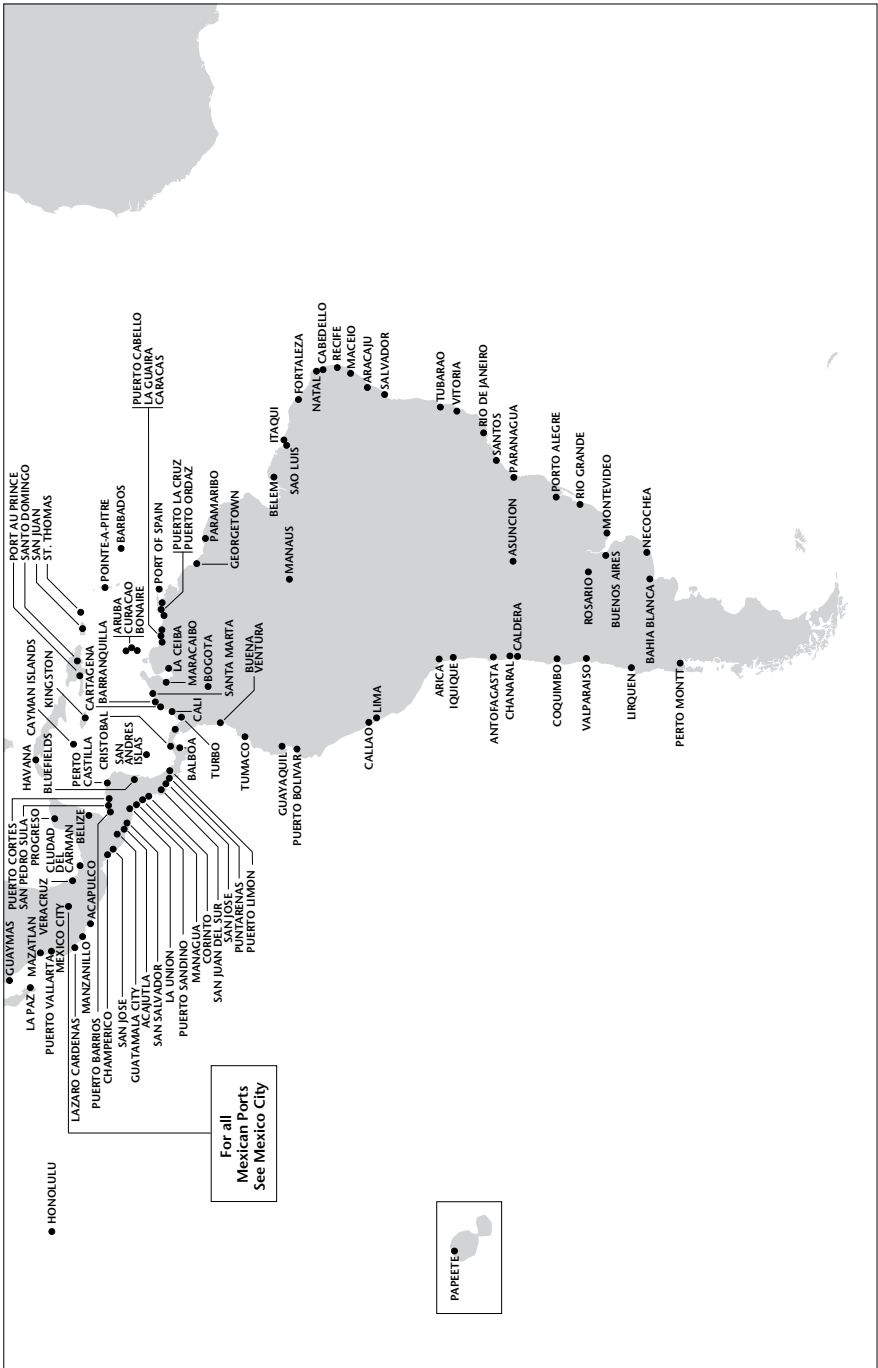 PORT AU PRINCE
SANTO DOMINGO
SAN JUAN
ST. THOMAS
HAVANA
CAYMAN ISLANDS
BLUEFIELDS
KINGSTON
POINTE-A-PITRE
BARBADOS
PERTO
CASTILLA
CRISTOBAL
CARTAGENA
BARRANQUILLA
ARUBA
CURACAO
BONAIRE
SAN
ANDRES
ISLAS
PUERTO CABELLO
LA GUAIRA
CARACAS
PORT OF SPAIN
PUERTO LA CRUZ
PUERTO ORDAZ
PARAMARIBO
GEORGETOWN
LA CEIBA
MARACAIBO
BOGOTA
SANTA MARTA
BUENA
VENTURA
BALBOA
CALI
TURBO
TUMACO
GUAYAQUIL
PUERTO BOLIVAR
GUAYMAS
LA PAZ
MAZATLAN
PUERTO VALLARTA
MEXICO CITY
VERACRUZ
PUERTO CORTES
SAN PEDRO SULA
PROGRESO
CLUDAD
DEL
CARMAN
BELIZE
ACAPULCO
LAZARO CARDENAS
MANZANILLO
PUERTO BARRIOS
CHAMPERICO
SAN JOSE
GUATAMALA CITY
ACAJUTLA
SAN SALVADOR
LA UNION
PUERTO SANDINO
MANAGUA
CORINTO
SAN JUAN DEL SUR
SAN JOSE
PUNTARENAS
PUERTO LIMON
For all
Mexican Ports
See Mexico City
HONOLULU
BELEM
ITAQUI
SAO LUIS
MANAUS
FORTALEZA
NATAL
CABEDELLO
RECIFE
MACEIO
ARACAJU
SALVADOR
CALLAO
LIMA
TUBARAO
VITORIA
RIO DE JANEIRO
SANTOS
PARANAGUA
ARICA
IQUIQUE
ANTOFAGASTA
CHANARAL
CALDERA
ASUNCION
PORTO ALEGRE
RIO GRANDE
MONTEVIDEO
COQUIMBO
VALPARAISO
ROSARIO
BUENOS AIRES
NECOCHEA
LIRQUEN
BAHIA BLANCA
PERTO MONTT
PAPEETE